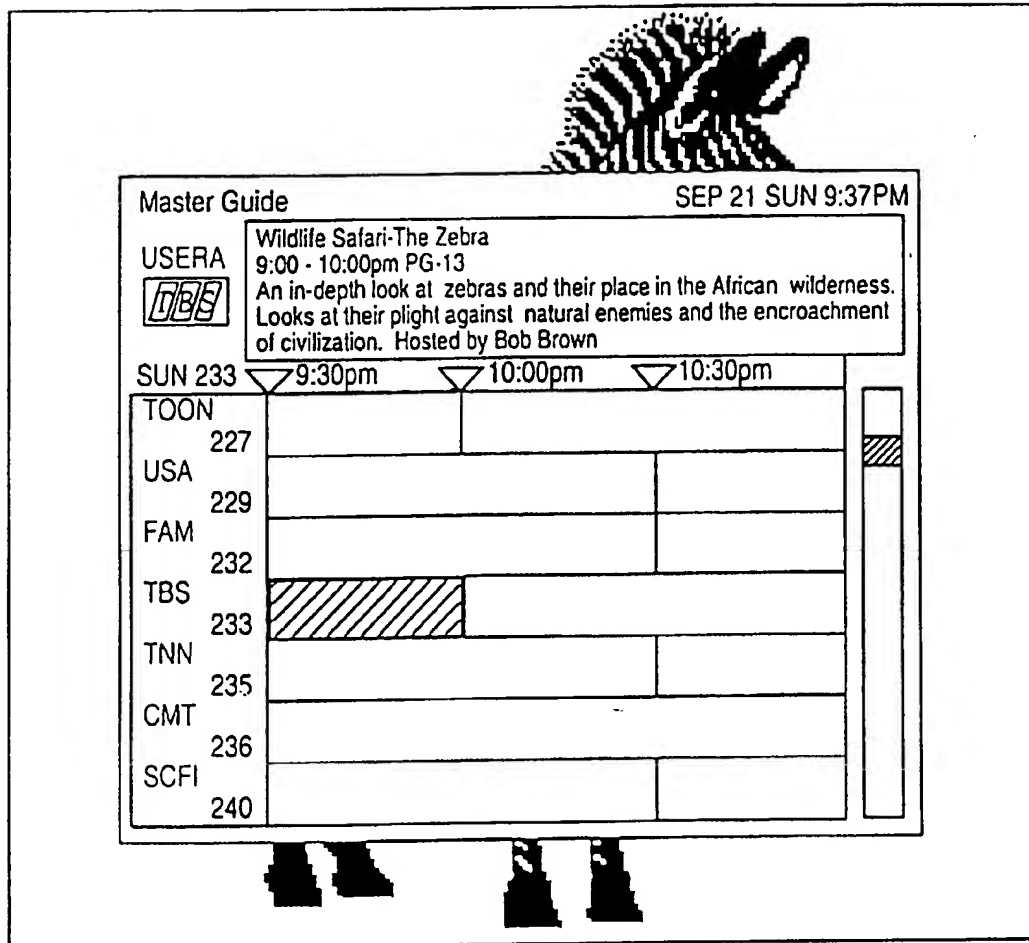 Master Guide SEP 21 SUN 9:37PM
USERA
DBS
Wildlife Safari-The Zebra
9:00 - 10:00pm PG-13
An in-depth look at zebras and their place in the African wilderness.
Looks at their plight against natural enemies and the encroachment
of civilization. Hosted by Bob Brown
SUN 233 9:30pm 10:00pm 10:30pm
TOON
227
USA
229
FAM
232
TBS
233
TNN
235
CMT
236
SCFI
240